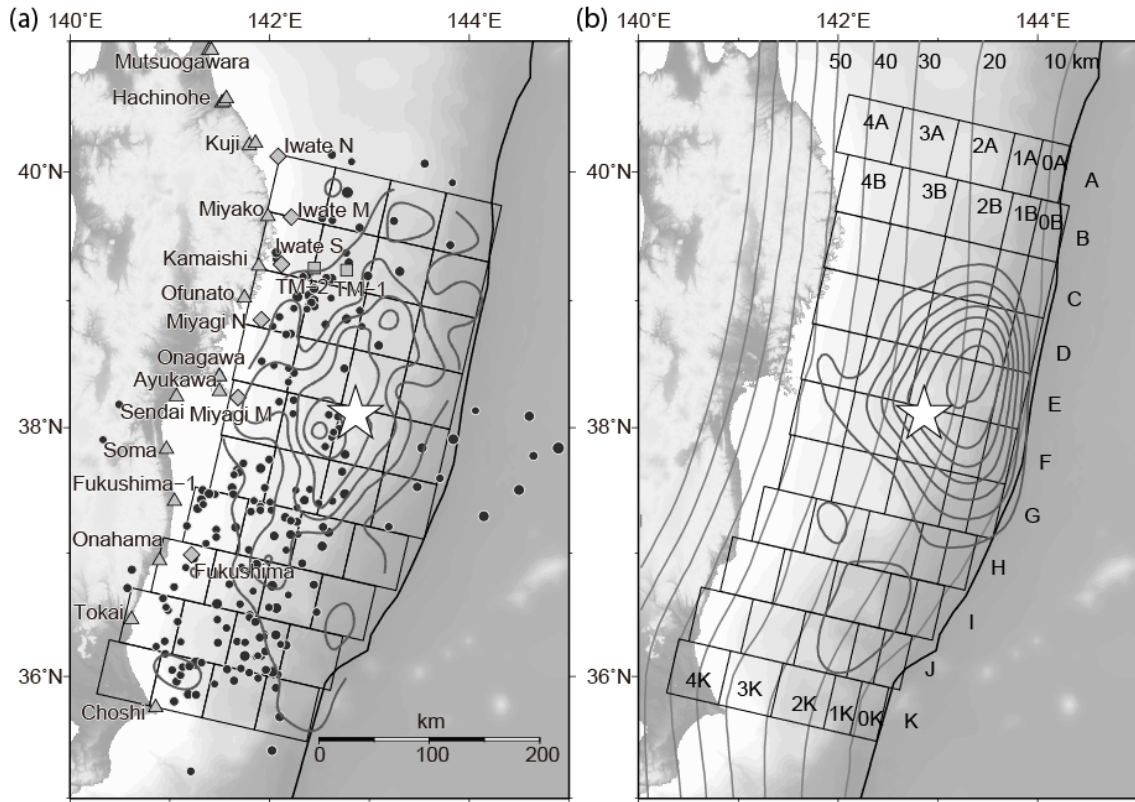 (a)
140°E
142°E
144°E
Mutsuogawara
Hachinohe
Kuji
Iwate N
40°N
Miyako
Iwate M
Iwate S
Kamaishi
TM-2 TM-1
Ofunato
Miyagi N
Onagawa
Ayukawa
Sendai
Miyagi M
38°N
Soma
Fukushima-1
Onahama
Fukushima
Tokai
36°N
Choshi
km
0 100 200
(b)
140°E
142°E
144°E
50 40 30 20 10 km
4A 3A 2A 1A 0A
A
40°N
4B 3B 2B 1B 0B
B
C
D
E
38°N
F
G
H
I
J
36°N
4K 3K 2K 1K 0K
K